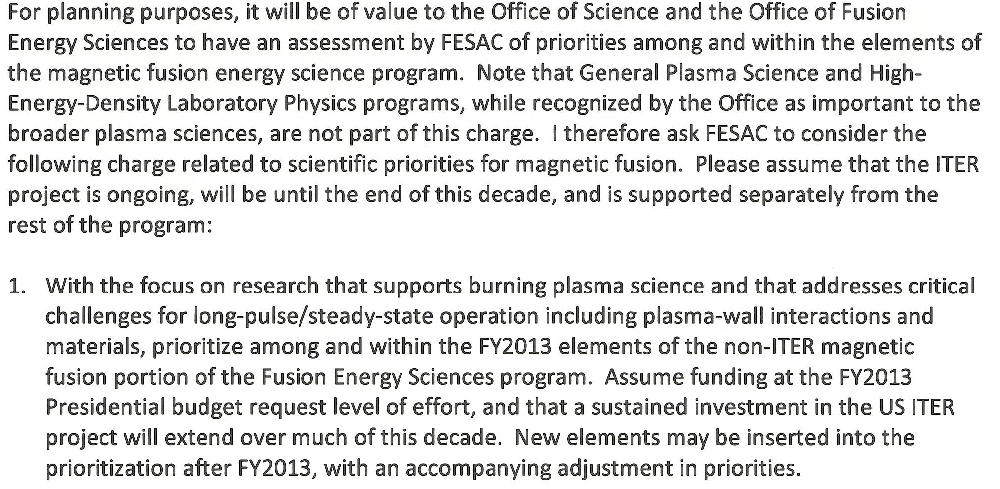 For planning purposes, it will be of value to the Office of Science and the Office of Fusion
Energy Sciences to have an assessment by FESAC of priorities among and within the elements of
the magnetic fusion energy science program.  Note that General Plasma Science and High-
Energy-Density Laboratory Physics programs, while recognized by the Office as important to the
broader plasma sciences, are not part of this charge.  I therefore ask FESAC to consider the
following charge related to scientific priorities for magnetic fusion.  Please assume that the ITER
project is ongoing, will be until the end of this decade, and is supported separately from the
rest of the program:
1.  With the focus on research that supports burning plasma science and that addresses critical
challenges for long-pulse/steady-state operation including plasma-wall interactions and
materials, prioritize among and within the FY2013 elements of the non-ITER magnetic
fusion portion of the Fusion Energy Sciences program.  Assume funding at the FY2013
Presidential budget request level of effort, and that a sustained investment in the US ITER
project will extend over much of this decade.  New elements may be inserted into the
prioritization after FY2013, with an accompanying adjustment in priorities.